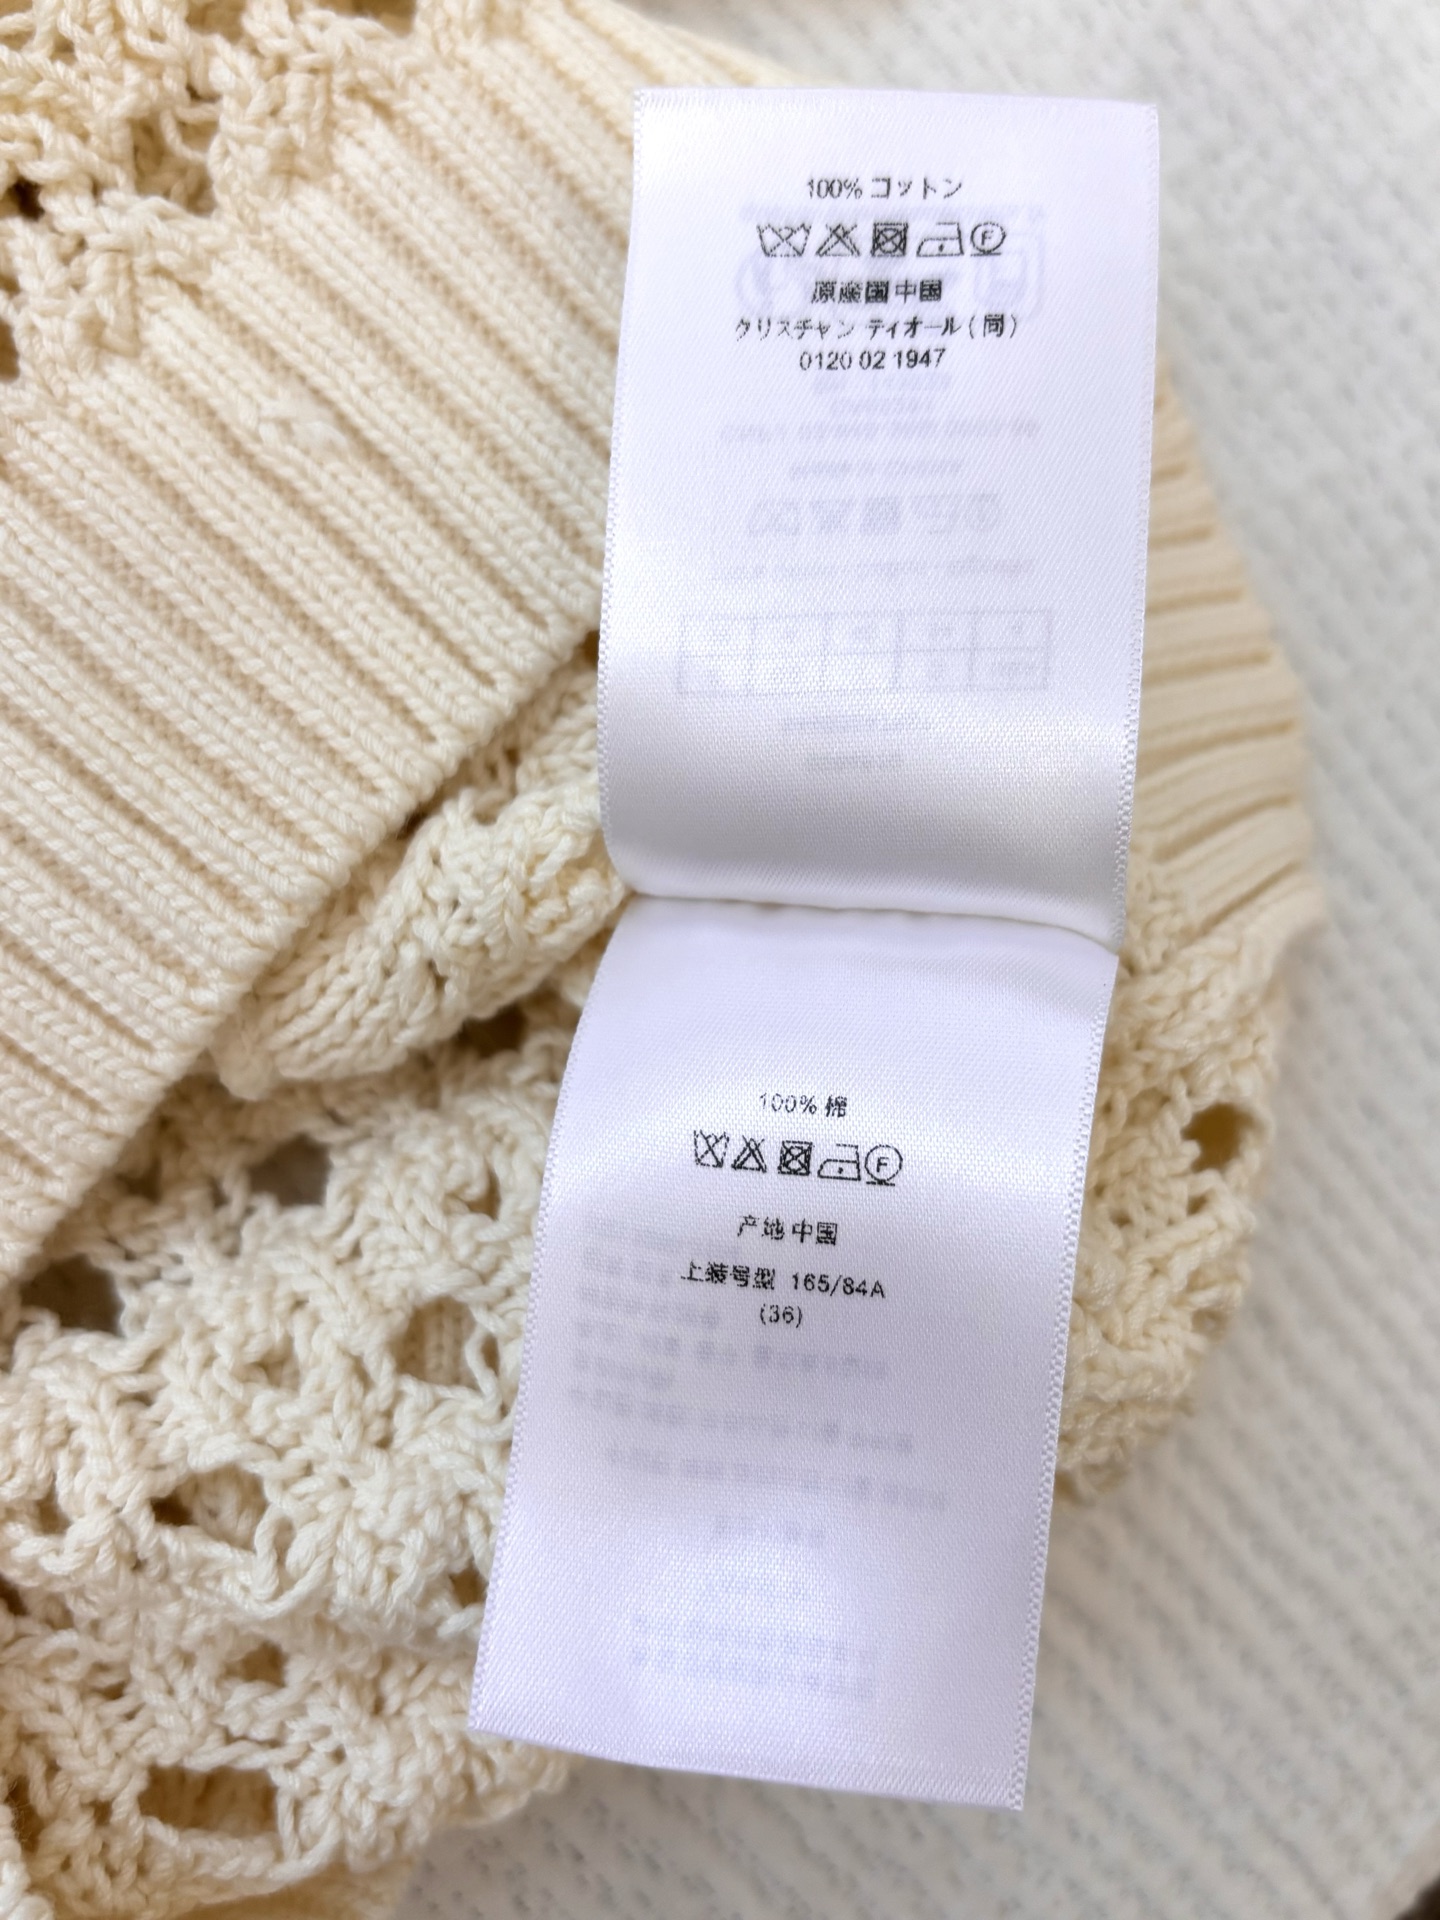 100% コットン
原産国中国
クリスチャン ディオール(同)
0120 02 1947
100% 棉
产地 中国
上装号型 165/84A
(36)